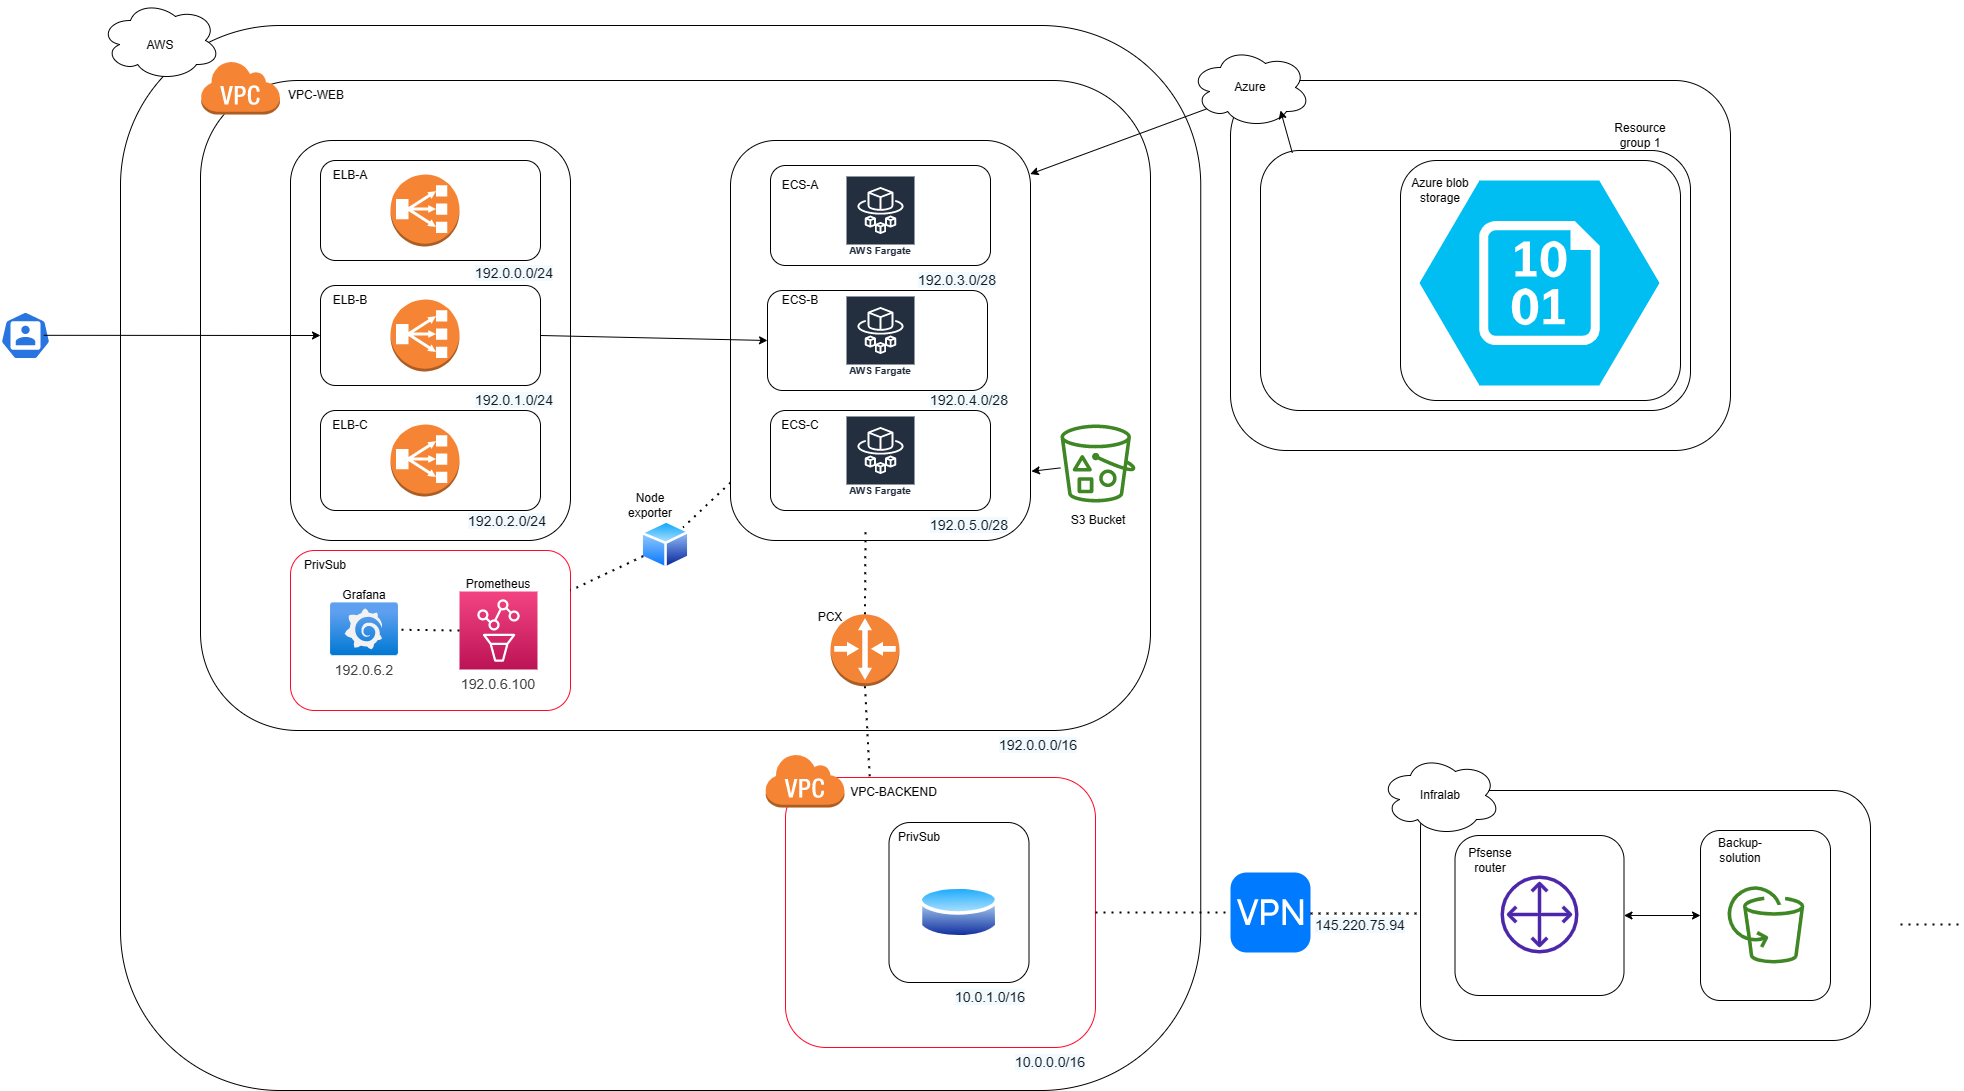 AWS
VPC
VPC-WEB
ELB-A
192.0.0.0/24
ELB-B
192.0.1.0/24
ELB-C
192.0.2.0/24
ECS-A
AWS Fargate
192.0.3.0/28
ECS-B
AWS Fargate
192.0.4.0/28
ECS-C
AWS Fargate
192.0.5.0/28
S3 Bucket
Node
exporter
PrivSub
Grafana
192.0.6.2
Prometheus
192.0.6.100
PCX
192.0.0.0/16
VPC
VPC-BACKEND
PrivSub
10.0.1.0/16
10.0.0.0/16
Azure
Resource
group 1
Azure blob
storage
10
01
VPN
145.220.75.94
Infralab
Pfsense
router
Backup-
solution